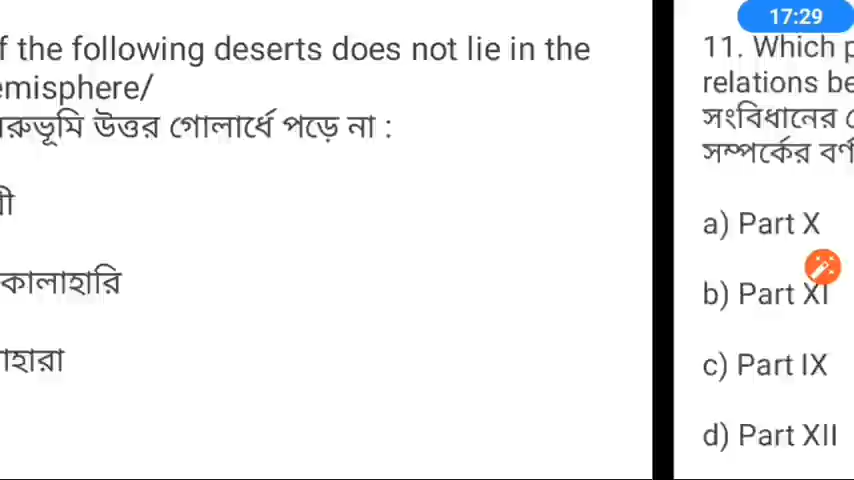 f the following deserts does not lie in the
emisphere/
মরুভূমি উত্তর গোলার্ধে পড়ে না :
কালাহারি
াহারা
17:29
11. Which
relations be
সংবিধানের
সম্পর্কের
a) Part X
b) Part XI
c) Part IX
d) Part XII